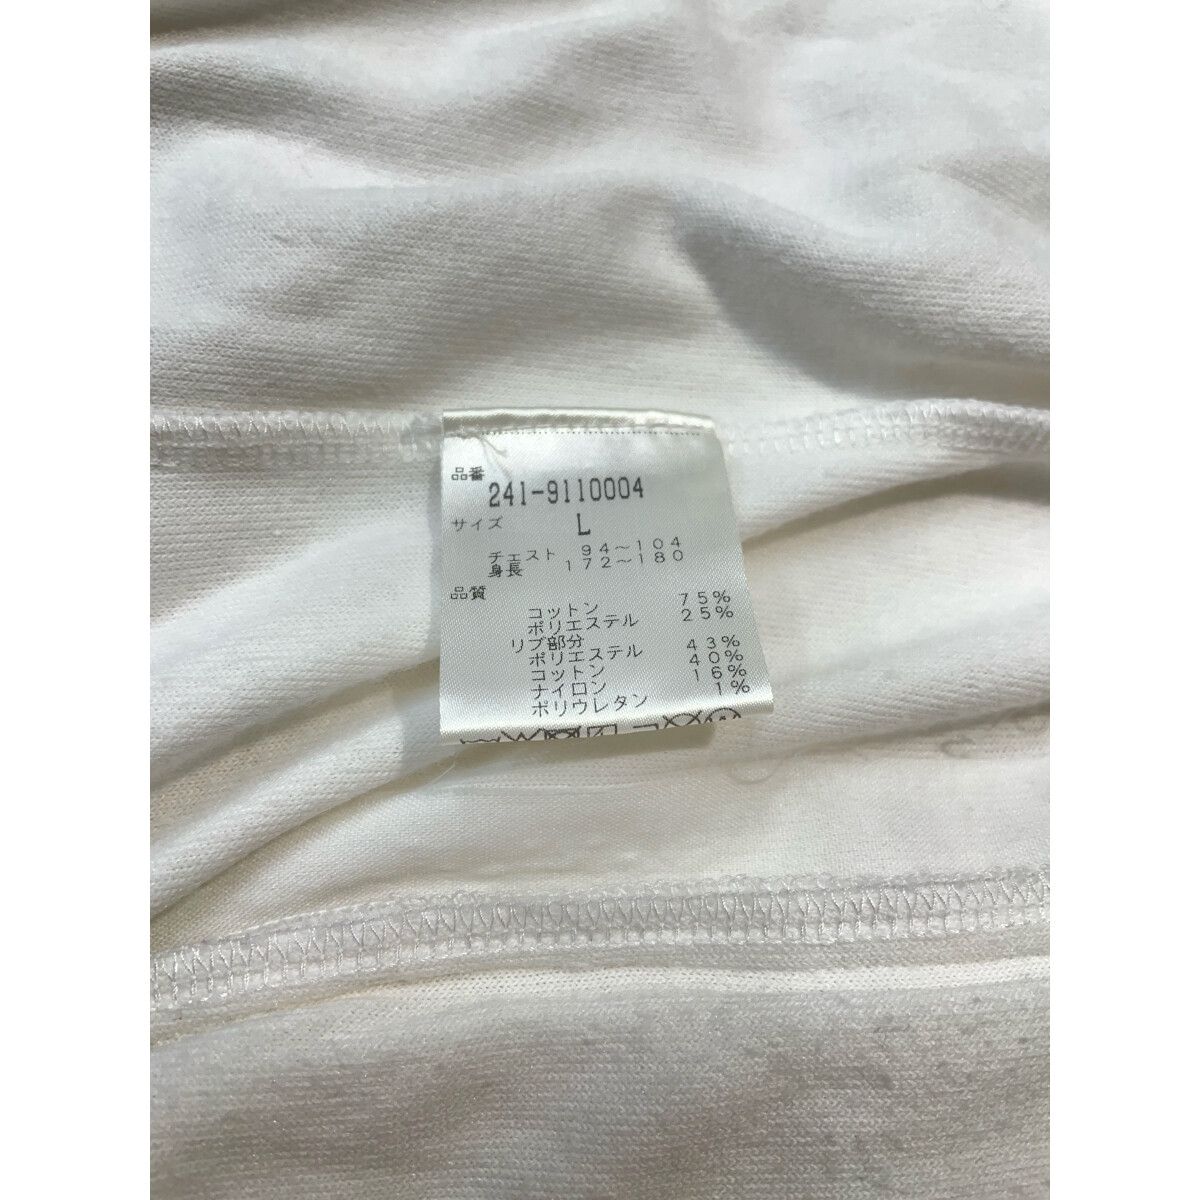 品番
241-9110004
サイズ L
チェスト ９４～１０４
身長 １７２～１８０
品質
コットン ７５％
ポリエステル ２５％
リブ部分
ポリエステル ４３％
コットン ４０％
ナイロン １６％
ポリウレタン １％